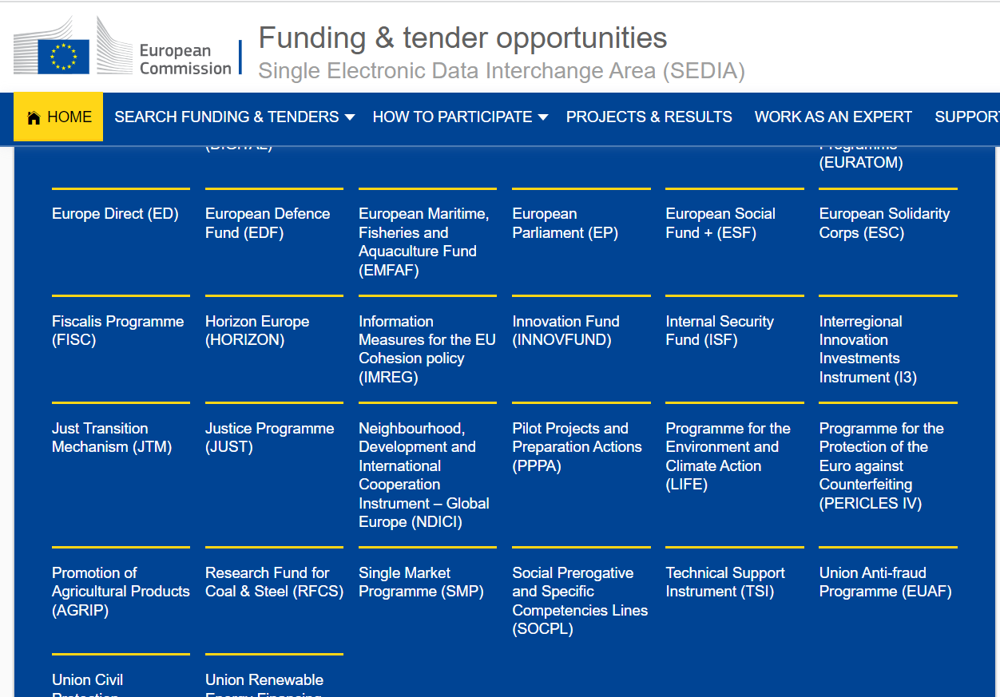 European
Commission
Funding & tender opportunities
Single Electronic Data Interchange Area (SEDIA)
HOME
SEARCH FUNDING & TENDERS
HOW TO PARTICIPATE
PROJECTS & RESULTS
WORK AS AN EXPERT
SUPPORT
(DIGITAL)
Programme
(EURATOM)
Europe Direct (ED)
European Defence
Fund (EDF)
European Maritime,
Fisheries and
Aquaculture Fund
(EMFAF)
European
Parliament (EP)
European Social
Fund + (ESF)
European Solidarity
Corps (ESC)
Fiscalis Programme
(FISC)
Horizon Europe
(HORIZON)
Information
Measures for the EU
Cohesion policy
(IMREG)
Innovation Fund
(INNOVFUND)
Internal Security
Fund (ISF)
Interregional
Innovation
Investments
Instrument (I3)
Just Transition
Mechanism (JTM)
Justice Programme
(JUST)
Neighbourhood,
Development and
International
Cooperation
Instrument – Global
Europe (NDICI)
Pilot Projects and
Preparation Actions
(PPPA)
Programme for the
Environment and
Climate Action
(LIFE)
Programme for the
Protection of the
Euro against
Counterfeiting
(PERICLES IV)
Promotion of
Agricultural Products
(AGRIP)
Research Fund for
Coal & Steel (RFCS)
Single Market
Programme (SMP)
Social Prerogative
and Specific
Competencies Lines
(SOCPL)
Technical Support
Instrument (TSI)
Union Anti-fraud
Programme (EUAF)
Union Civil
Protection
Union Renewable
Energy Financing